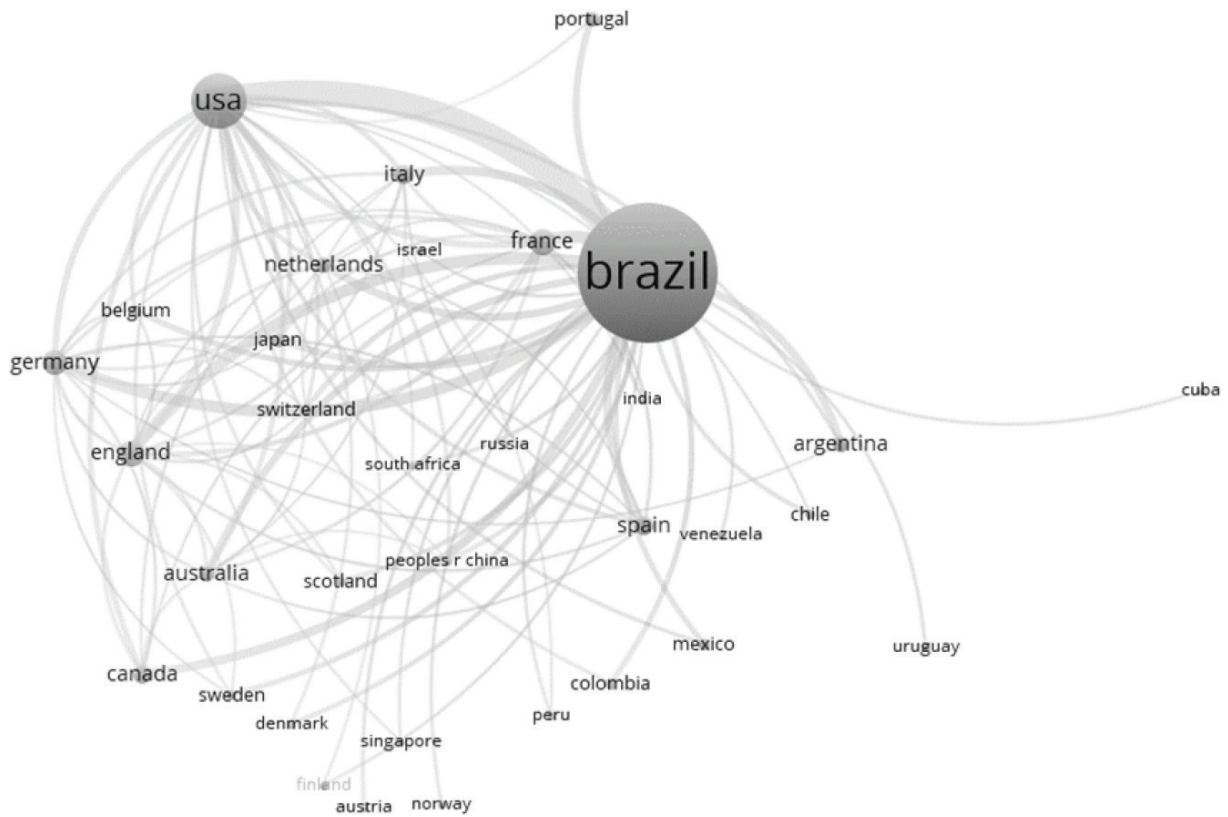 portugal
usa
italy
france
israel
netherlands
brazil
belgium
japan
germany
cuba
india
switzerland
argentina
russia
england
south africa
chile
spain
venezuela
peoples r china
australia
scotland
mexico
uruguay
canada
colombia
sweden
peru
denmark
singapore
finland
norway
austria